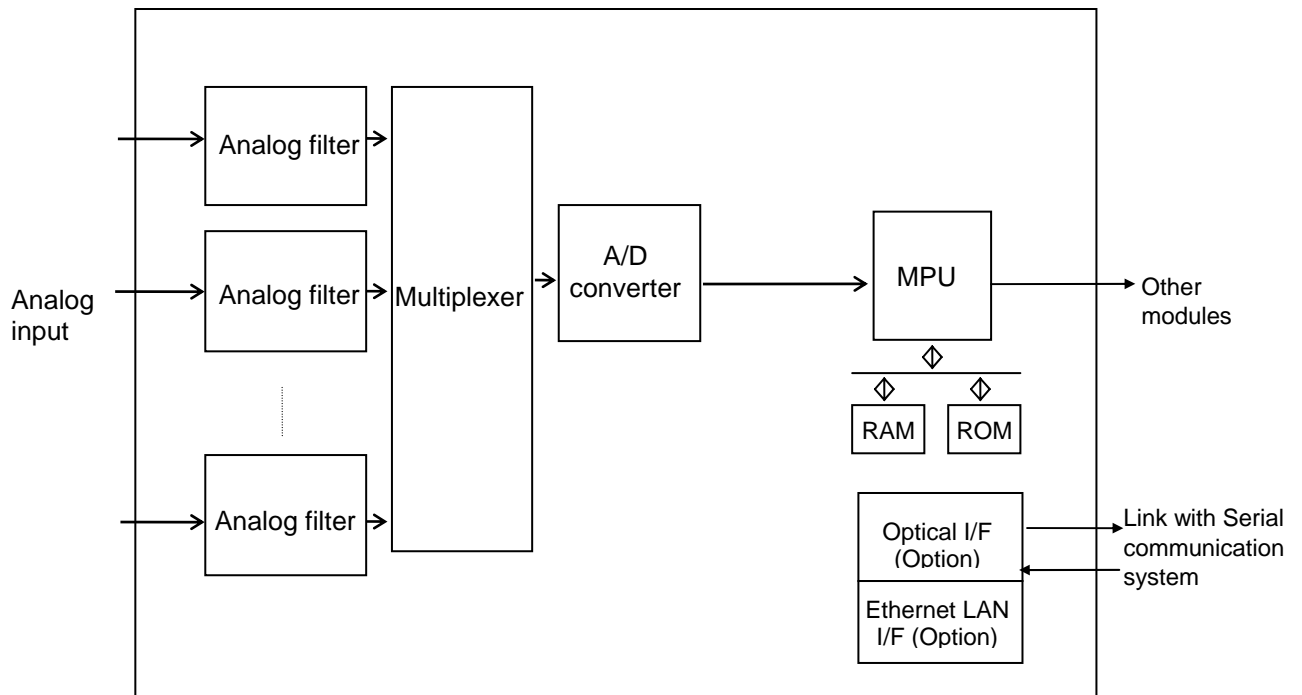 Analog
input
Analog filter
Analog filter
Analog filter
Multiplexer
A/D
converter
MPU
RAM
ROM
Other
modules
Optical I/F
(Option)
Ethernet LAN
I/F (Option)
Link with Serial
communication
system